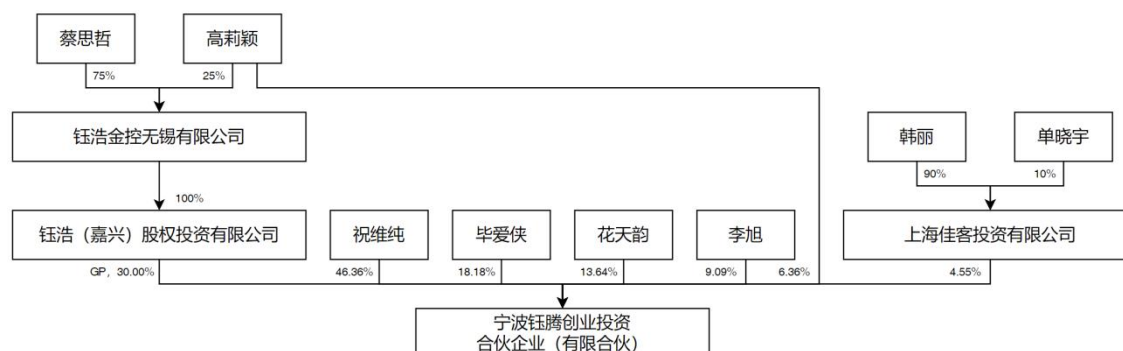 蔡思哲
高莉颖
75%
25%
钰浩金控无锡有限公司
韩丽
单晓宇
90%
10%
100%
钰浩（嘉兴）股权投资有限公司
祝维纯
毕爱侠
花天韵
李旭
上海佳客投资有限公司
GP，30.00%
46.36%
18.18%
13.64%
9.09%
6.36%
4.55%
宁波钰腾创业投资
合伙企业（有限合伙）